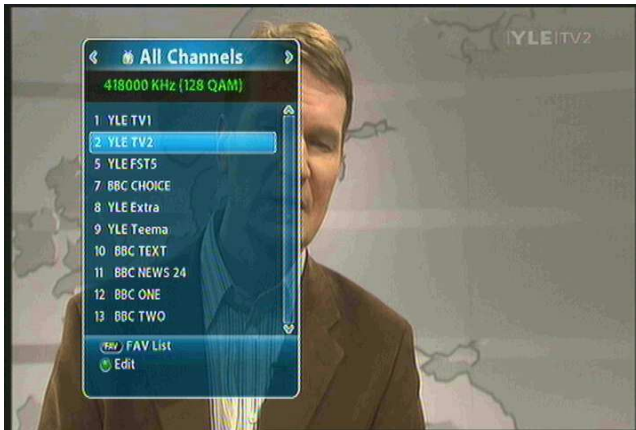 YLE TV2
All Channels
418000 KHz (128 QAM)
1 YLE TV1
2 YLE TV2
5 YLE FST5
7 BBC CHOICE
8 YLE Extra
9 YLE Teema
10 BBC TEXT
11 BBC NEWS 24
12 BBC ONE
13 BBC TWO
FAV FAV List
Edit